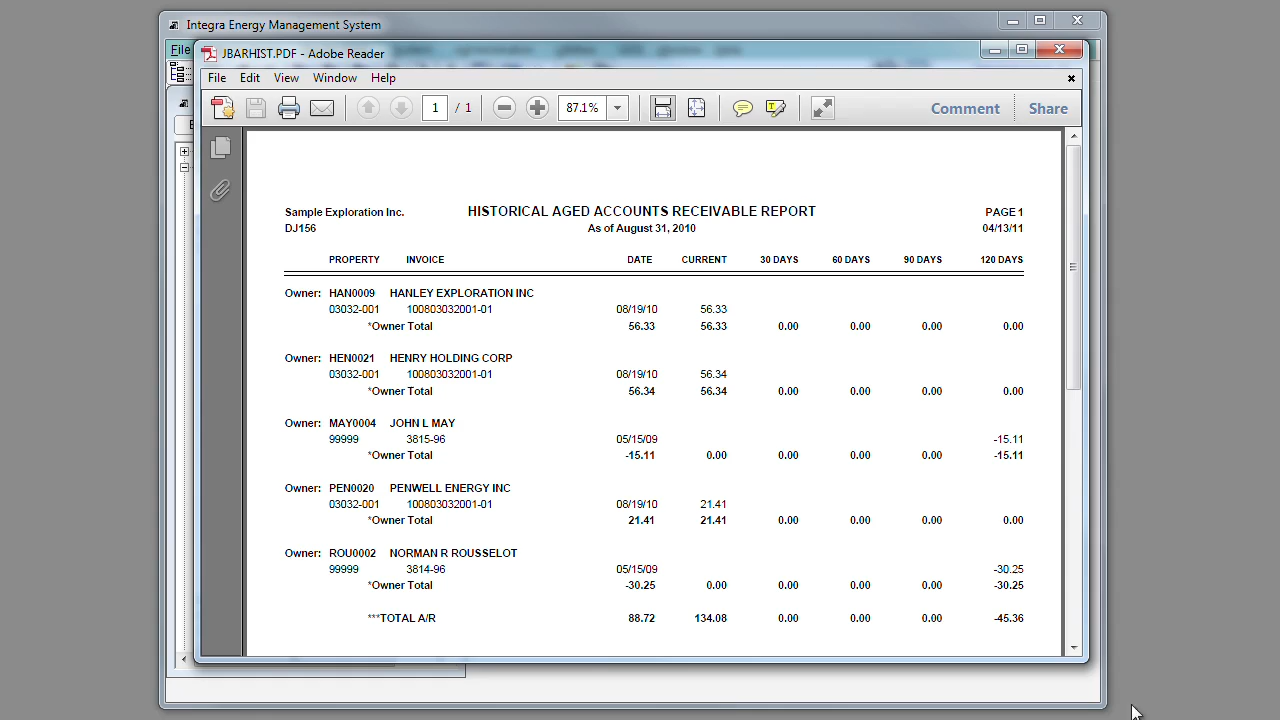 Integra Energy Management System
File
JBARHIST.PDF - Adobe Reader
File Edit View Window Help
1 / 1 87.1% Comment Share
Sample Exploration Inc. HISTORICAL AGED ACCOUNTS RECEIVABLE REPORT PAGE 1
DJ156 As of August 31, 2010 04/13/11
PROPERTY INVOICE DATE CURRENT 30 DAYS 60 DAYS 90 DAYS 120 DAYS
Owner: HAN0009 HANLEY EXPLORATION INC
03032-001 100803032001-01 08/19/10 56.33
*Owner Total 56.33 56.33 0.00 0.00 0.00 0.00
Owner: HEN0021 HENRY HOLDING CORP
03032-001 100803032001-01 08/19/10 56.34
*Owner Total 56.34 56.34 0.00 0.00 0.00 0.00
Owner: MAY0004 JOHN L MAY
99999 3815-96 05/15/09 -15.11
*Owner Total -15.11 0.00 0.00 0.00 0.00 -15.11
Owner: PEN0020 PENWELL ENERGY INC
03032-001 100803032001-01 08/19/10 21.41
*Owner Total 21.41 21.41 0.00 0.00 0.00 0.00
Owner: ROU0002 NORMAN R ROUSSELOT
99999 3814-96 05/15/09 -30.25
*Owner Total -30.25 0.00 0.00 0.00 0.00 -30.25
***TOTAL A/R 88.72 134.08 0.00 0.00 0.00 -45.36